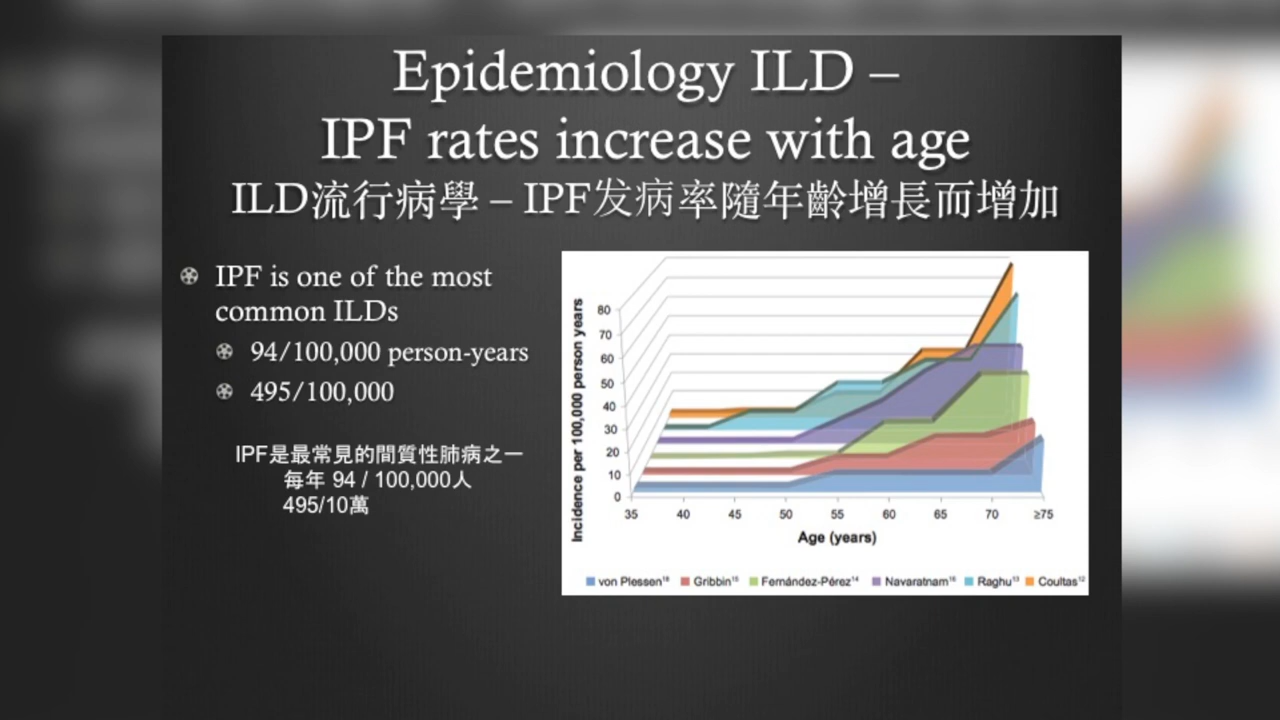 Epidemiology ILD –
IPF rates increase with age
ILD流行病學 – IPF发病率隨年齡增長而增加
IPF is one of the most
common ILDs
94/100,000 person-years
495/100,000
IPF是最常見的間質性肺病之一
每年 94 / 100,000人
495/10萬
Incidence per 100,000 person years
80
70
60
50
40
30
20
10
0
35 40 45 50 55 60 65 70 ≥75
Age (years)
von Plessen¹⁸ Gribbin¹⁵ Fernández-Pérez¹⁴ Navaratnam¹⁶ Raghu¹³ Coultas¹²